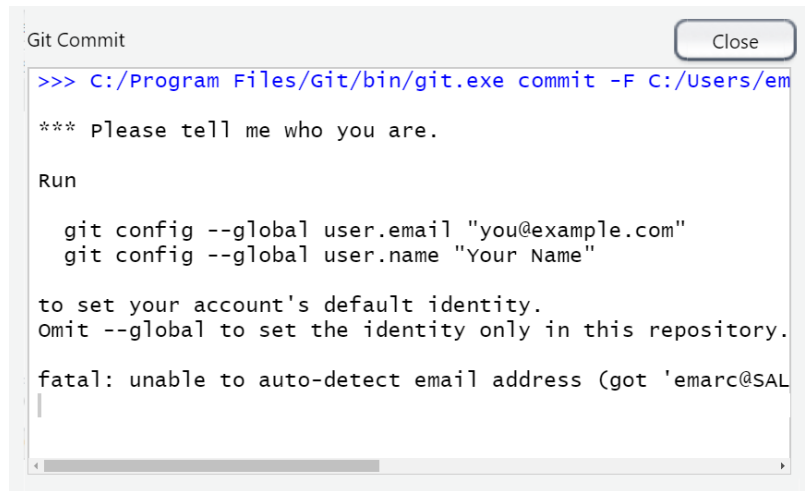 Git Commit
Close
>>> C:/Program Files/Git/bin/git.exe commit -F C:/Users/em
*** Please tell me who you are.
Run
git config --global user.email "you@example.com"
git config --global user.name "Your Name"
to set your account's default identity.
Omit --global to set the identity only in this repository.
fatal: unable to auto-detect email address (got 'emarc@SAL